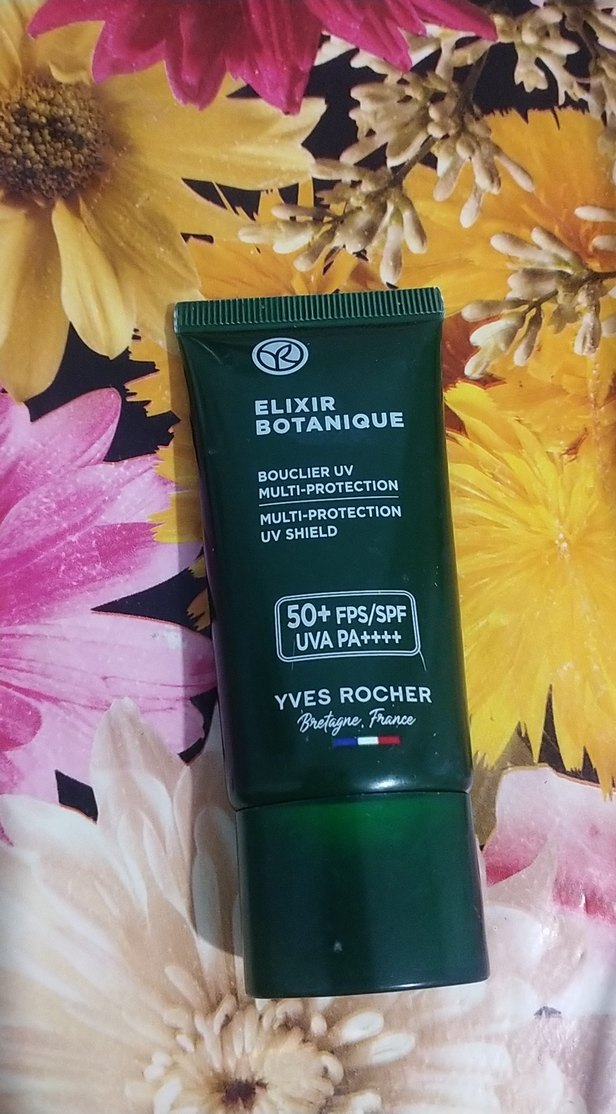 YR
ELIXIR
BOTANIQUE
BOUCLIER UV
MULTI-PROTECTION
MULTI-PROTECTION
UV SHIELD
50+ FPS/SPF
UVA PA++++
YVES ROCHER
Bretagne, France